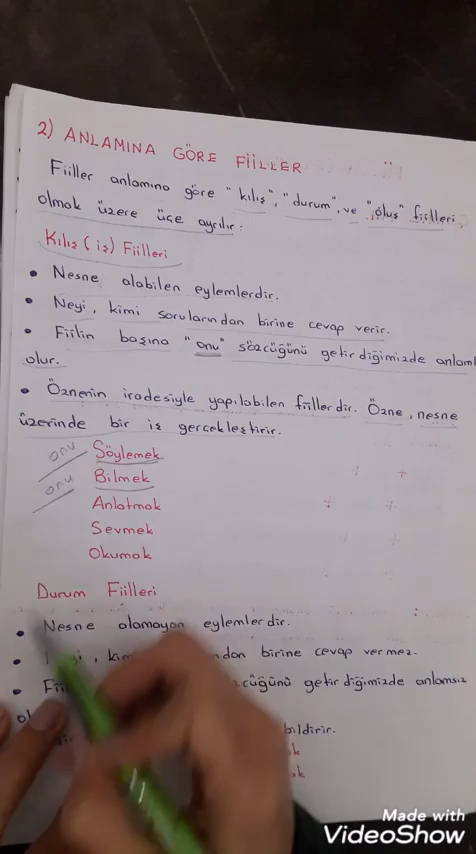 2) ANLAMINA GÖRE FİİLLER
Fiiller anlamına göre "kılış", "durum", ve "oluş" fiilleri
olmak üzere üçe ayrılır:
Kılış (iş) Fiilleri
• Nesne alabilen eylemlerdir.
• Neyi, kimi sorularından birine cevap verir.
• Fiilin başına "onu" sözcüğünü getirdiğimizde anlaml
olur.
• Öznenin iradesiyle yapılabilen fiillerdir. Özne, nesne
üzerinde bir iş gerçekleştirir.
onu Söylemek
onu Bilmek
Anlatmak
Sevmek
Okumak
Durum Fiilleri
• Nesne alamayan eylemlerdir.
• birine cevap vermez.
• getirdiğimizde anlamsız
bildirir.
Made with
VideoShow